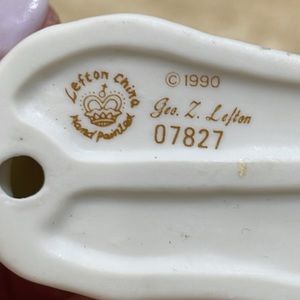 Lefton China
Hand Painted
© 1990
Geo. Z. Lefton
07827